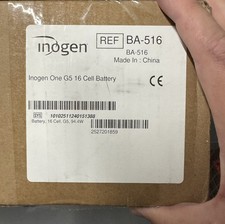 inogen
REF BA-516
BA-516
Made In : China
Inogen One G5 16 Cell Battery
Battery, 16 Cell, G5, 94.4W
2527201859